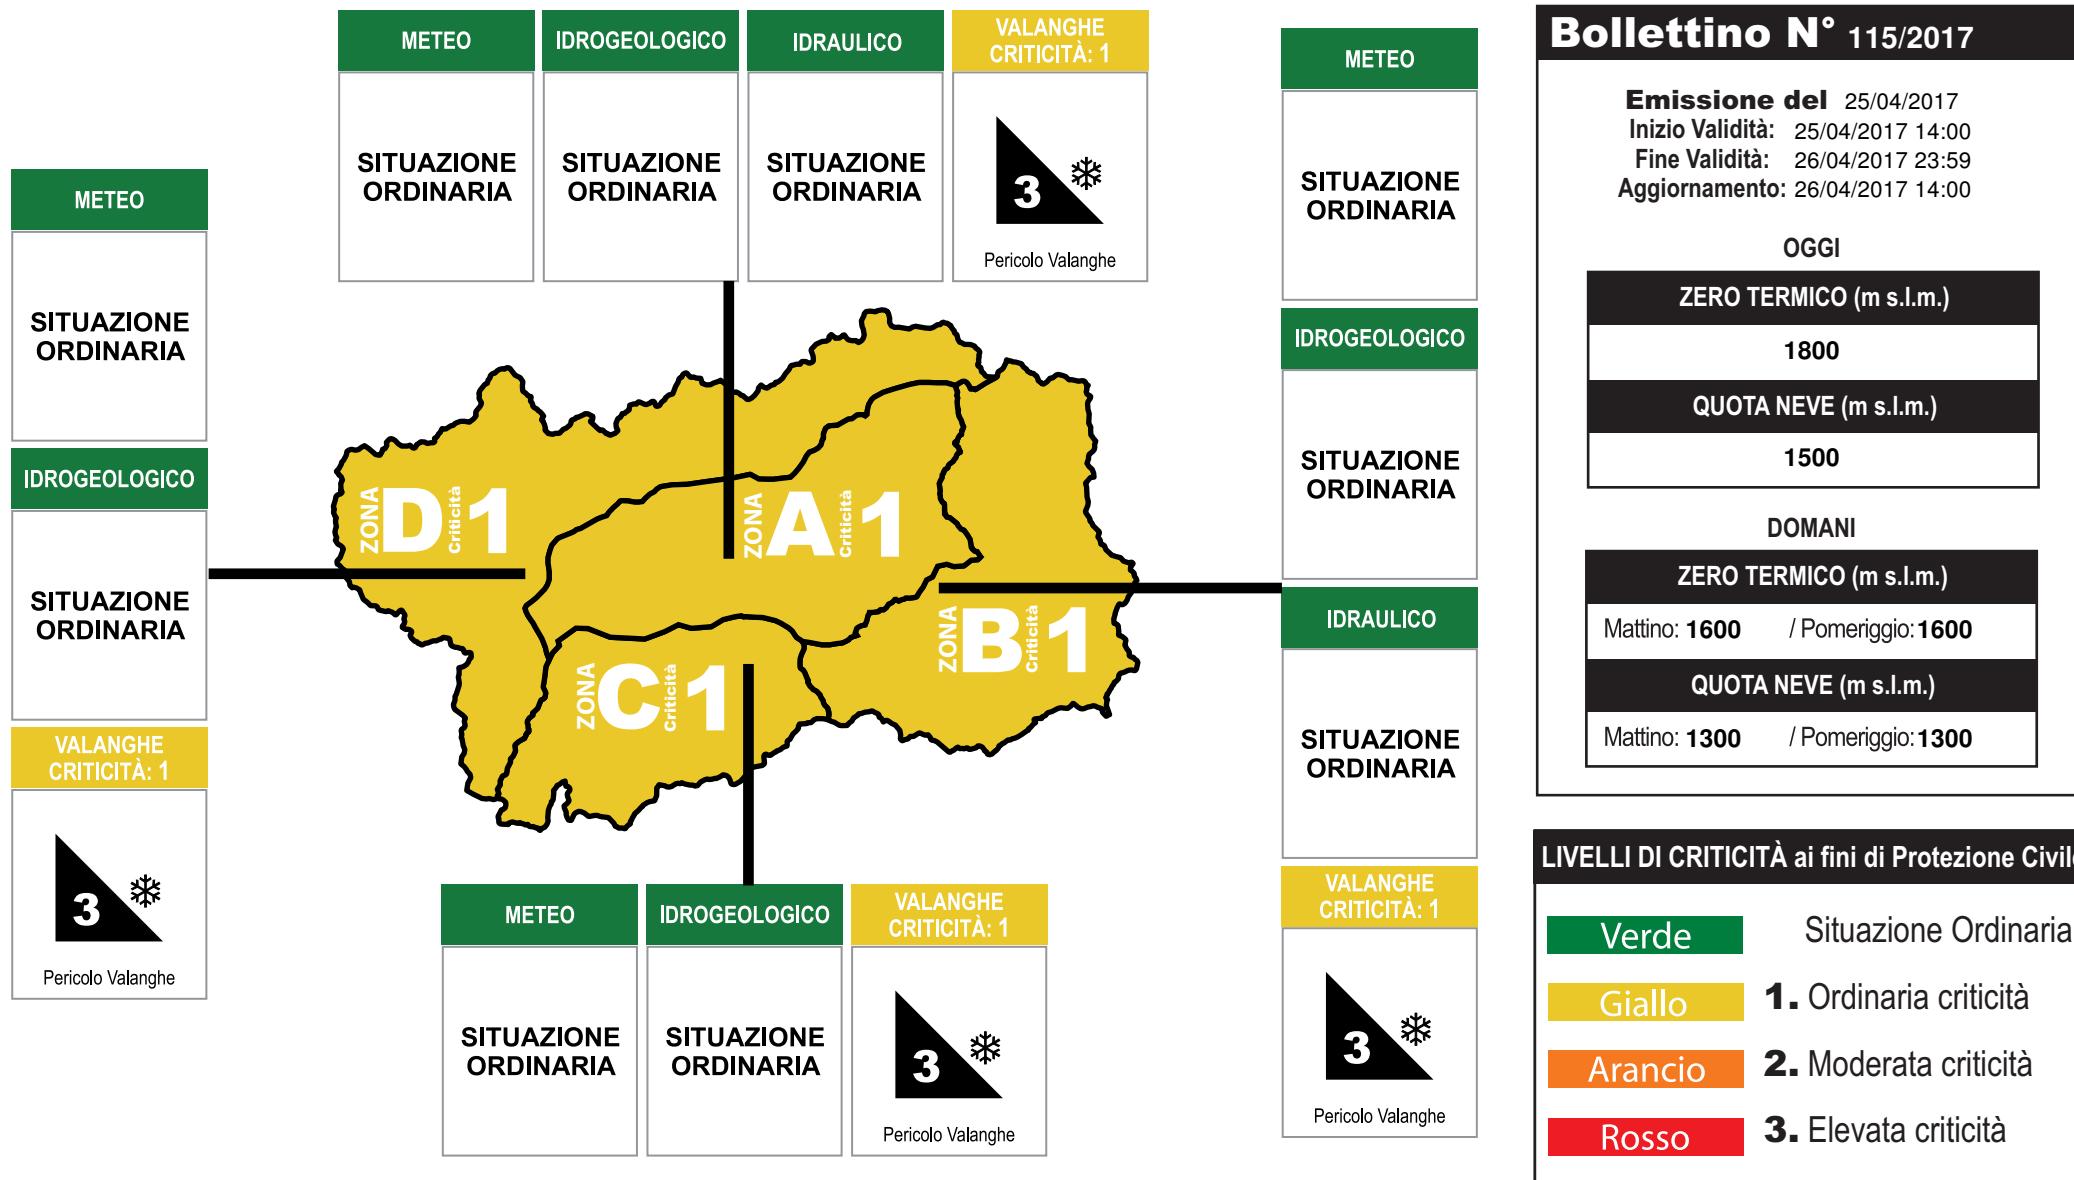 METEO
IDROGEOLOGICO
IDRAULICO
VALANGHE
CRITICITÀ: 1
SITUAZIONE
ORDINARIA
SITUAZIONE
ORDINARIA
SITUAZIONE
ORDINARIA
3
Pericolo Valanghe
METEO
SITUAZIONE
ORDINARIA
IDROGEOLOGICO
SITUAZIONE
ORDINARIA
VALANGHE
CRITICITÀ: 1
3
Pericolo Valanghe
ZONA D Criticità 1
ZONA A Criticità 1
ZONA B Criticità 1
ZONA C Criticità 1
METEO
IDROGEOLOGICO
VALANGHE
CRITICITÀ: 1
SITUAZIONE
ORDINARIA
SITUAZIONE
ORDINARIA
3
Pericolo Valanghe
METEO
SITUAZIONE
ORDINARIA
IDROGEOLOGICO
SITUAZIONE
ORDINARIA
IDRAULICO
SITUAZIONE
ORDINARIA
VALANGHE
CRITICITÀ: 1
3
Pericolo Valanghe
Bollettino N° 115/2017
Emissione del 25/04/2017
Inizio Validità: 25/04/2017 14:00
Fine Validità: 26/04/2017 23:59
Aggiornamento: 26/04/2017 14:00
OGGI
ZERO TERMICO (m s.l.m.)
1800
QUOTA NEVE (m s.l.m.)
1500
DOMANI
ZERO TERMICO (m s.l.m.)
Mattino: 1600 / Pomeriggio: 1600
QUOTA NEVE (m s.l.m.)
Mattino: 1300 / Pomeriggio: 1300
LIVELLI DI CRITICITÀ ai fini di Protezione Civile
Verde Situazione Ordinaria
Giallo 1. Ordinaria criticità
Arancio 2. Moderata criticità
Rosso 3. Elevata criticità